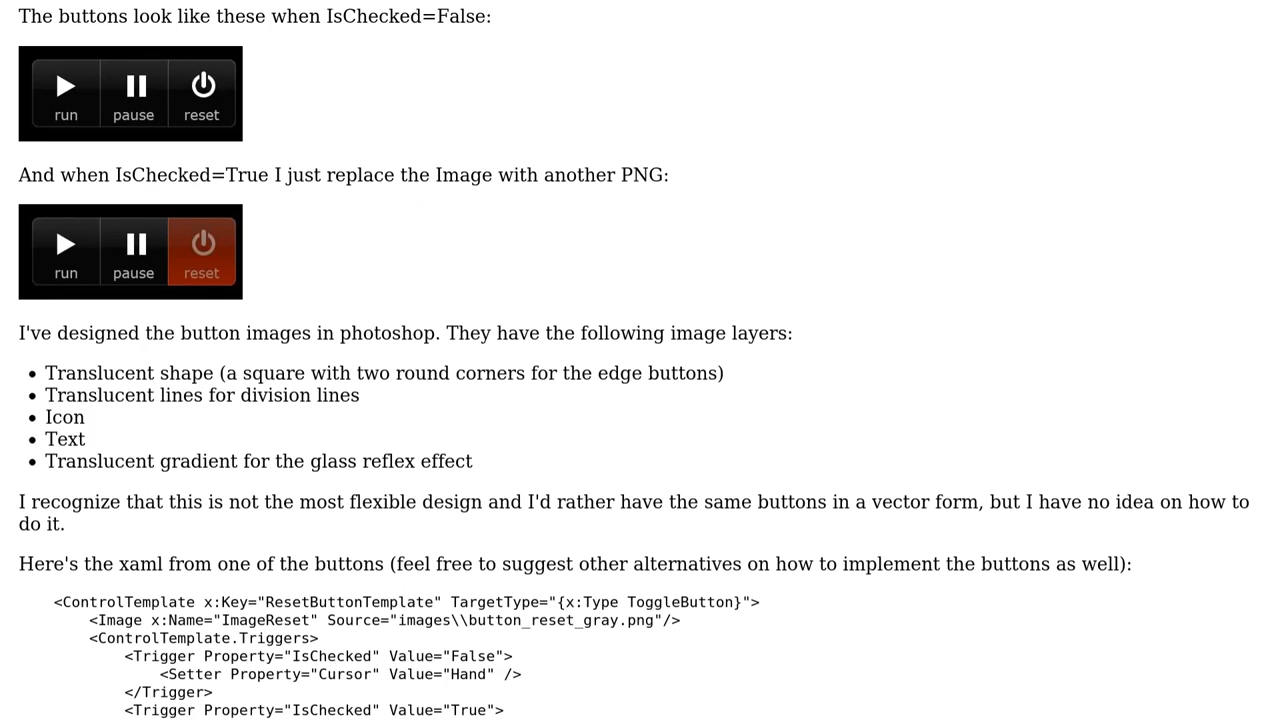 The buttons look like these when IsChecked=False:
run pause reset
And when IsChecked=True I just replace the Image with another PNG:
run pause reset
I've designed the button images in photoshop. They have the following image layers:
• Translucent shape (a square with two round corners for the edge buttons)
• Translucent lines for division lines
• Icon
• Text
• Translucent gradient for the glass reflex effect
I recognize that this is not the most flexible design and I'd rather have the same buttons in a vector form, but I have no idea on how to
do it.
Here's the xaml from one of the buttons (feel free to suggest other alternatives on how to implement the buttons as well):
<ControlTemplate x:Key="ResetButtonTemplate" TargetType="{x:Type ToggleButton}">
<Image x:Name="ImageReset" Source="images\\button_reset_gray.png"/>
<ControlTemplate.Triggers>
<Trigger Property="IsChecked" Value="False">
<Setter Property="Cursor" Value="Hand" />
</Trigger>
<Trigger Property="IsChecked" Value="True">